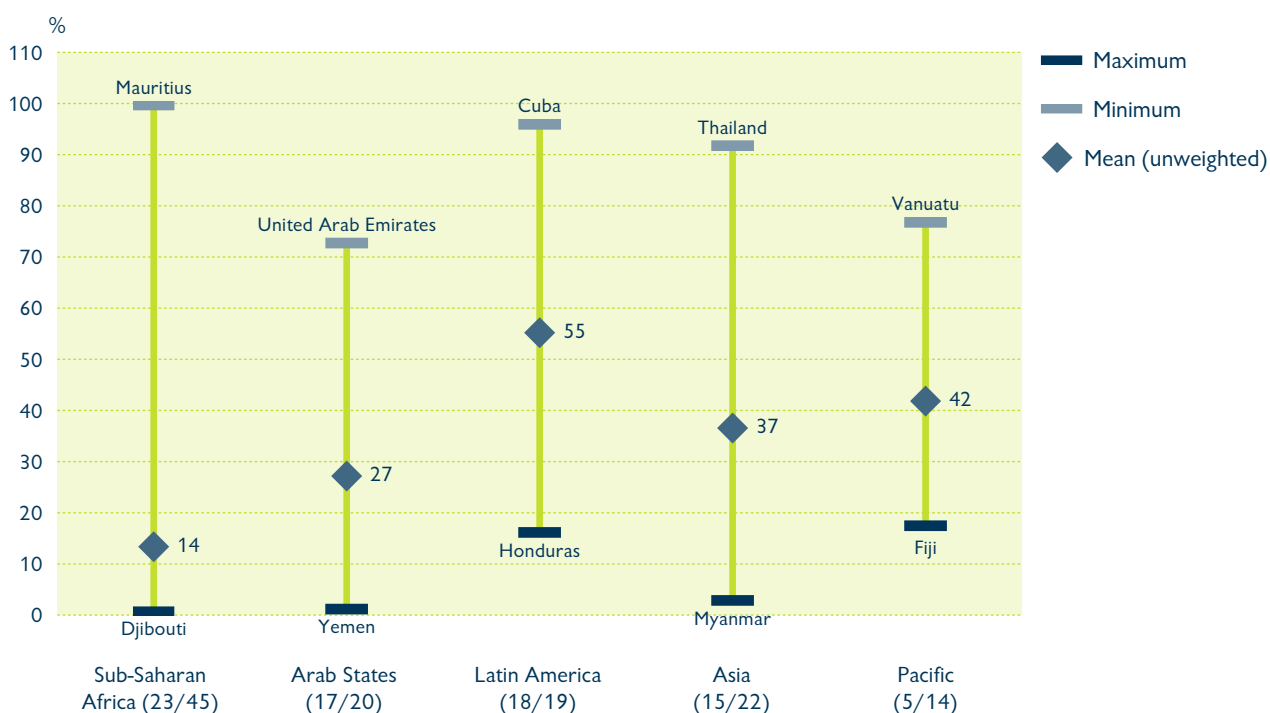 %
110
100
90
80
70
60
50
40
30
20
10
0
Mauritius
14
Djibouti
United Arab Emirates
27
Yemen
Cuba
55
Honduras
Thailand
37
Myanmar
Vanuatu
42
Fiji
Sub-Saharan
Africa (23/45)
Arab States
(17/20)
Latin America
(18/19)
Asia
(15/22)
Pacific
(5/14)
Maximum
Minimum
Mean (unweighted)